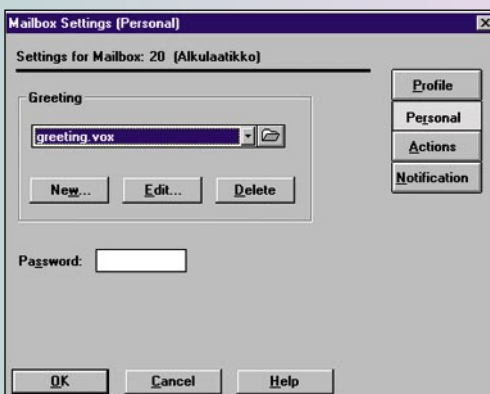 Mailbox Settings (Personal)
Settings for Mailbox: 20 (Alkulaatikko)
Greeting
greeting.vox
New...
Edit...
Delete
Password:
Profile
Personal
Actions
Notification
OK
Cancel
Help